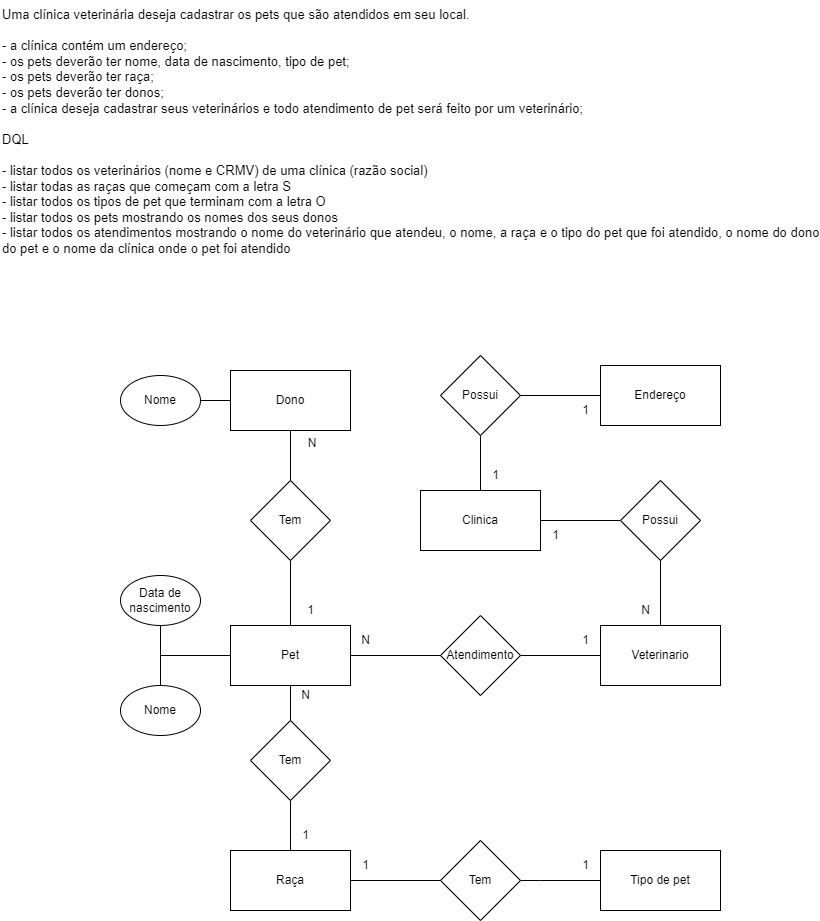 Uma clínica veterinária deseja cadastrar os pets que são atendidos em seu local.
- a clínica contém um endereço;
- os pets deverão ter nome, data de nascimento, tipo de pet;
- os pets deverão ter raça;
- os pets deverão ter donos;
- a clínica deseja cadastrar seus veterinários e todo atendimento de pet será feito por um veterinário;
DQL
- listar todos os veterinários (nome e CRMV) de uma clínica (razão social)
- listar todas as raças que começam com a letra S
- listar todos os tipos de pet que terminam com a letra O
- listar todos os pets mostrando os nomes dos seus donos
- listar todos os atendimentos mostrando o nome do veterinário que atendeu, o nome, a raça e o tipo do pet que foi atendido, o nome do dono
do pet e o nome da clínica onde o pet foi atendido
Nome
Dono
Possui
Endereço
1
N
1
Tem
Clinica
Possui
1
Data de
nascimento
1
N
Pet
N
Atendimento
1
Veterinario
N
Nome
Tem
1
Raça
1
Tem
1
Tipo de pet